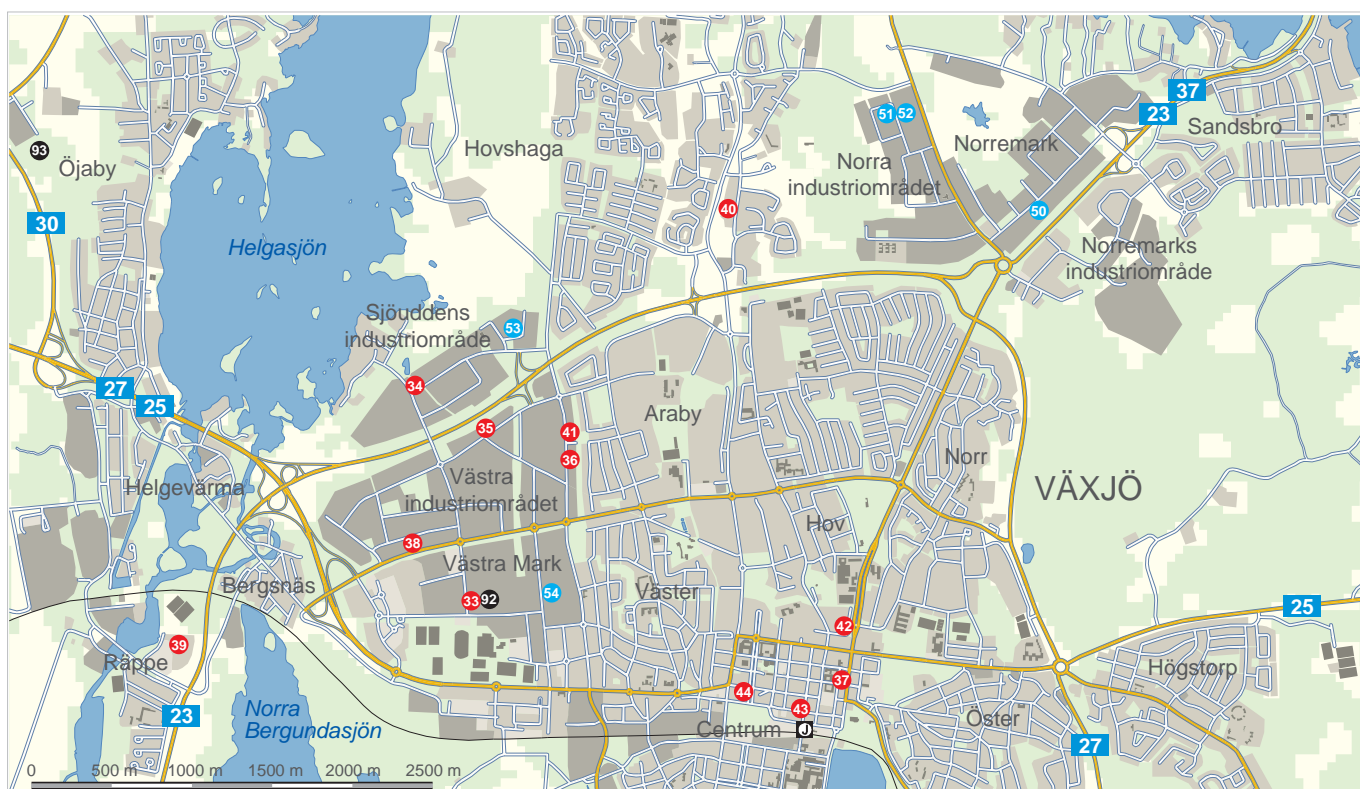 37
23
Sandsbro
51
52
Norremark
Hovshaga
93
Öjaby
Norra
industriområdet
40
50
30
Helgasjön
Norremarks
industriområde
Sjöuddens
industriområde
53
27
25
34
35
41
36
Araby
Norr
VÄXJÖ
Västra
industriområdet
Helgevärma
Hov
38
Västra Mark
Bergsnäs
33
92
54
Väster
25
42
39
Räppe
Högstorp
37
44
43
23
Norra
Bergundasjön
Centrum
J
Öster
27
0
500 m
1000 m
1500 m
2000 m
2500 m